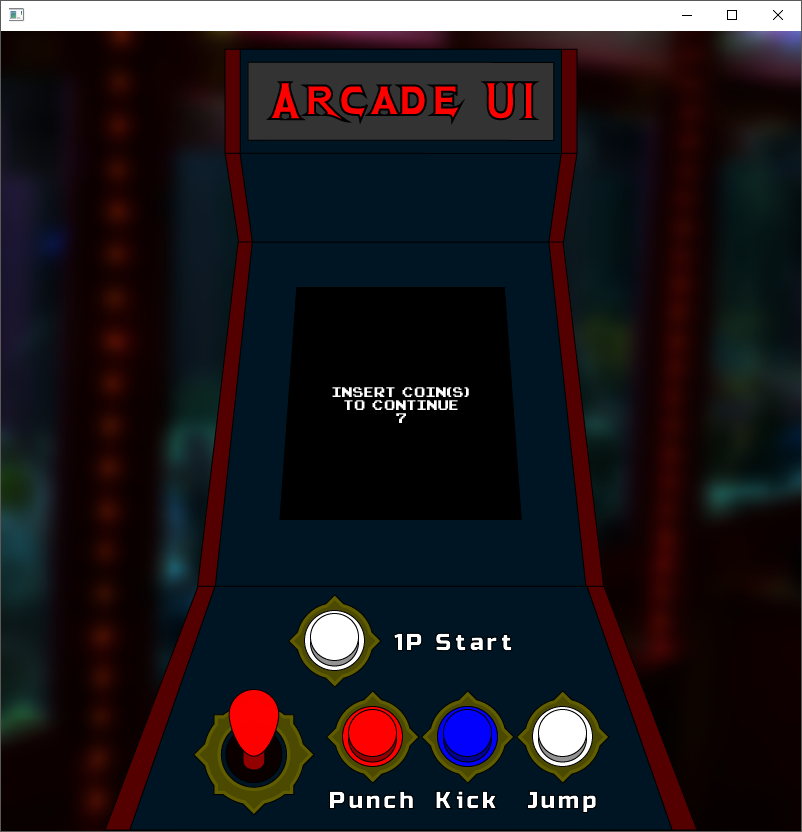 ARCADE UI
INSERT COIN(S)
TO CONTINUE
7
1P Start
Punch Kick Jump